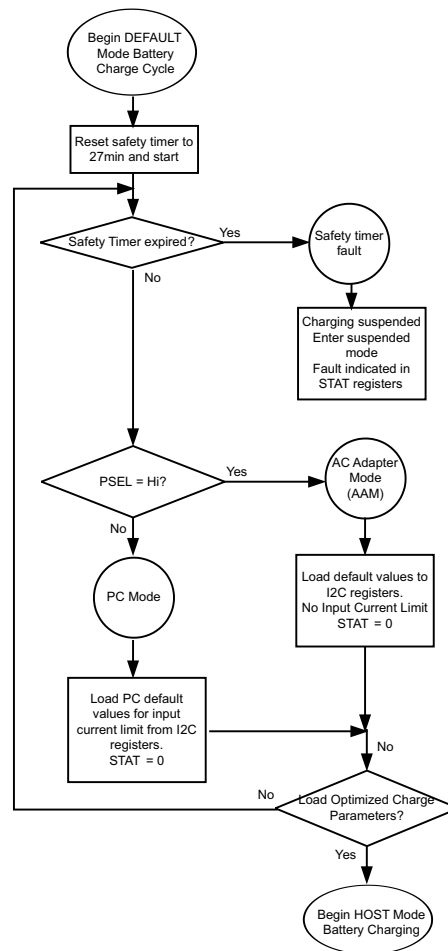 Begin DEFAULT
Mode Battery
Charge Cycle
Reset safety timer to
27min and start
Safety Timer expired?
Yes
No
Safety timer
fault
Charging suspended
Enter suspended
mode
Fault indicated in
STAT registers
PSEL = Hi?
Yes
No
AC Adapter
Mode
(AAM)
PC Mode
Load default values to
I2C registers.
No Input Current Limit
STAT = 0
Load PC default
values for input
current limit from I2C
registers.
STAT = 0
No
Load Optimized Charge
Parameters?
No
Yes
Begin HOST Mode
Battery Charging